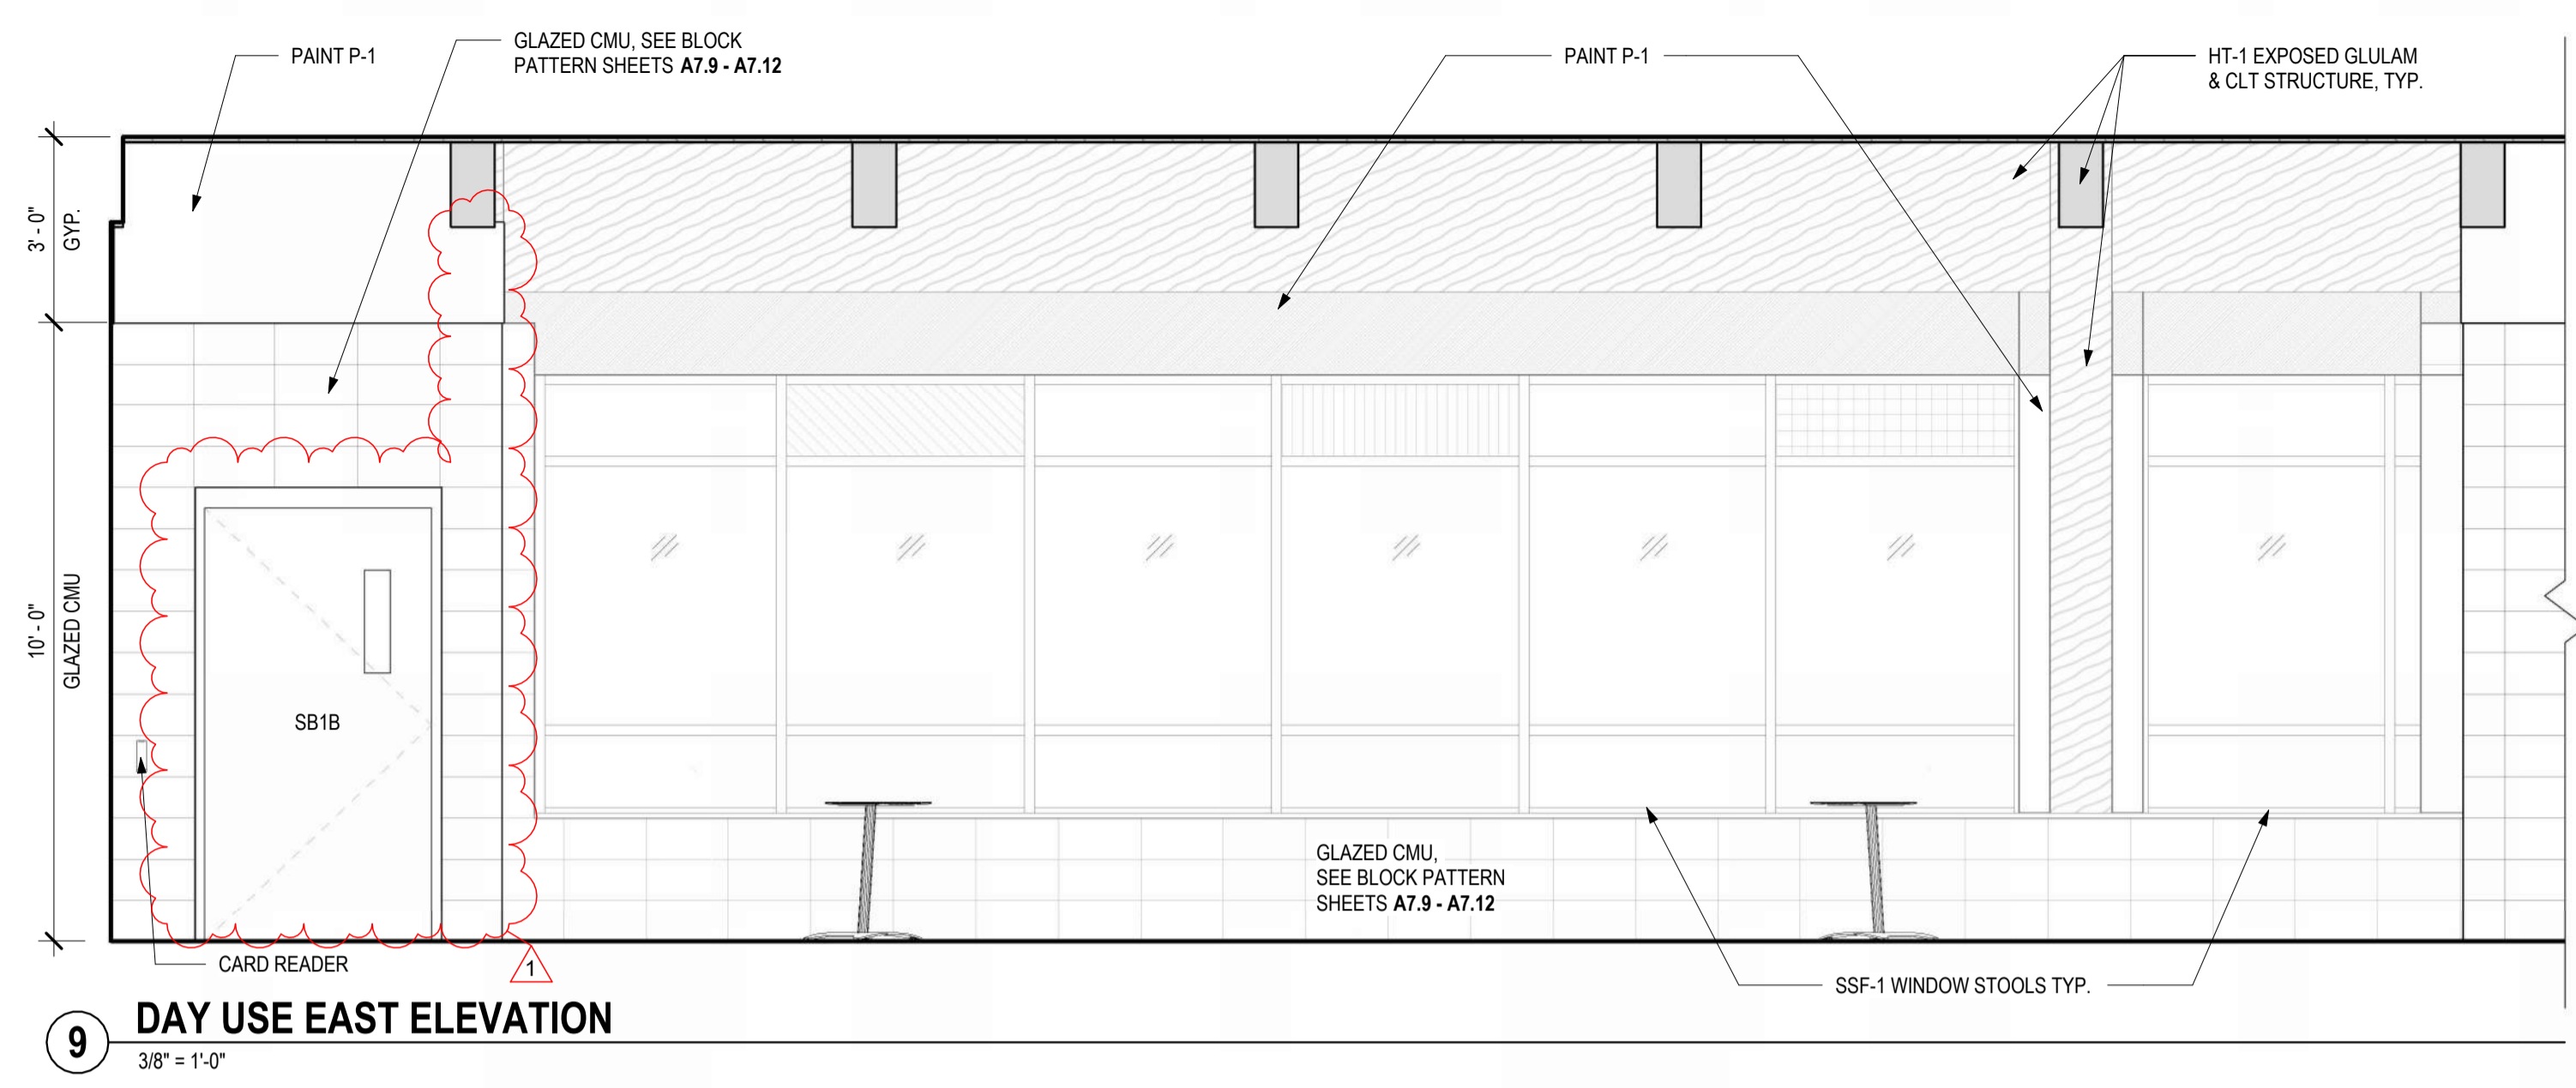 PAINT P-1
GLAZED CMU, SEE BLOCK
PATTERN SHEETS A7.9 - A7.12
PAINT P-1
HT-1 EXPOSED GLULAM
& CLT STRUCTURE, TYP.
3' - 0"
GYP.
10' - 0"
GLAZED CMU
SB1B
GLAZED CMU,
SEE BLOCK PATTERN
SHEETS A7.9 - A7.12
CARD READER
1
SSF-1 WINDOW STOOLS TYP.
9
DAY USE EAST ELEVATION
3/8" = 1'-0"